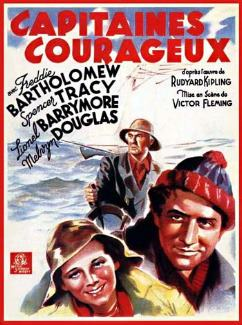 CAPITAINES
COURAGEUX
avec Freddie
BARTHOLOMEW
Spencer
TRACY
Lionel
BARRYMORE
Melvyn
DOUGLAS
d'après l'œuvre de
RUDYARD KIPLING
Mise en Scène de
VICTOR FLEMING